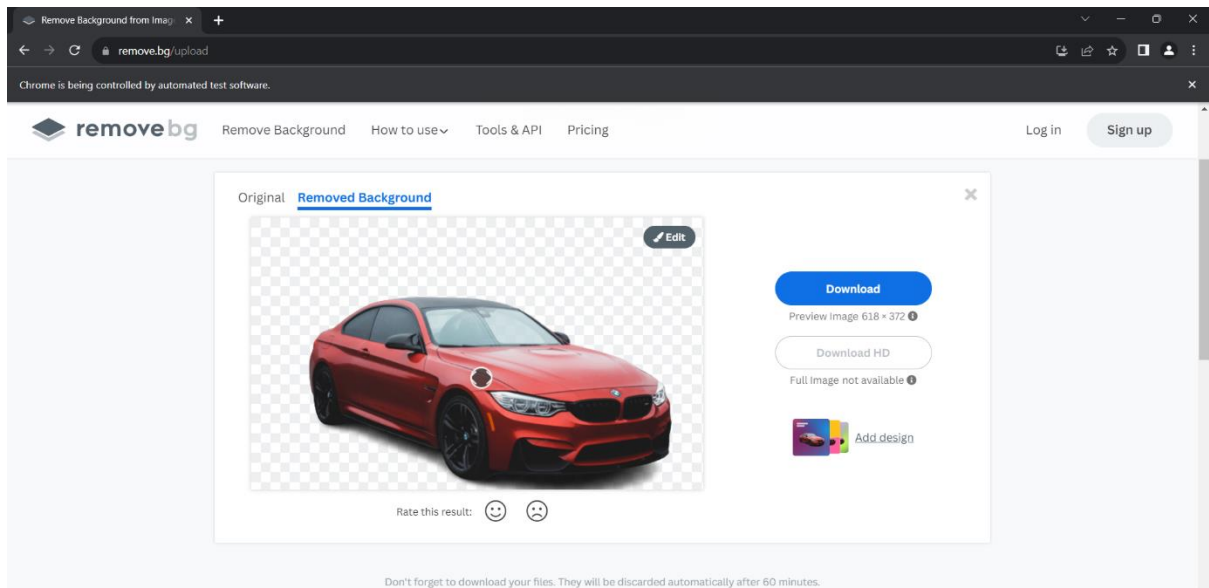 Remove Background from Imag
remove.bg/upload
Chrome is being controlled by automated test software.
removebg Remove Background How to use Tools & API Pricing Log in Sign up
Original Removed Background
Edit
Download
Preview Image 618 × 372
Download HD
Full Image not available
Add design
Rate this result:
Don't forget to download your files. They will be discarded automatically after 60 minutes.